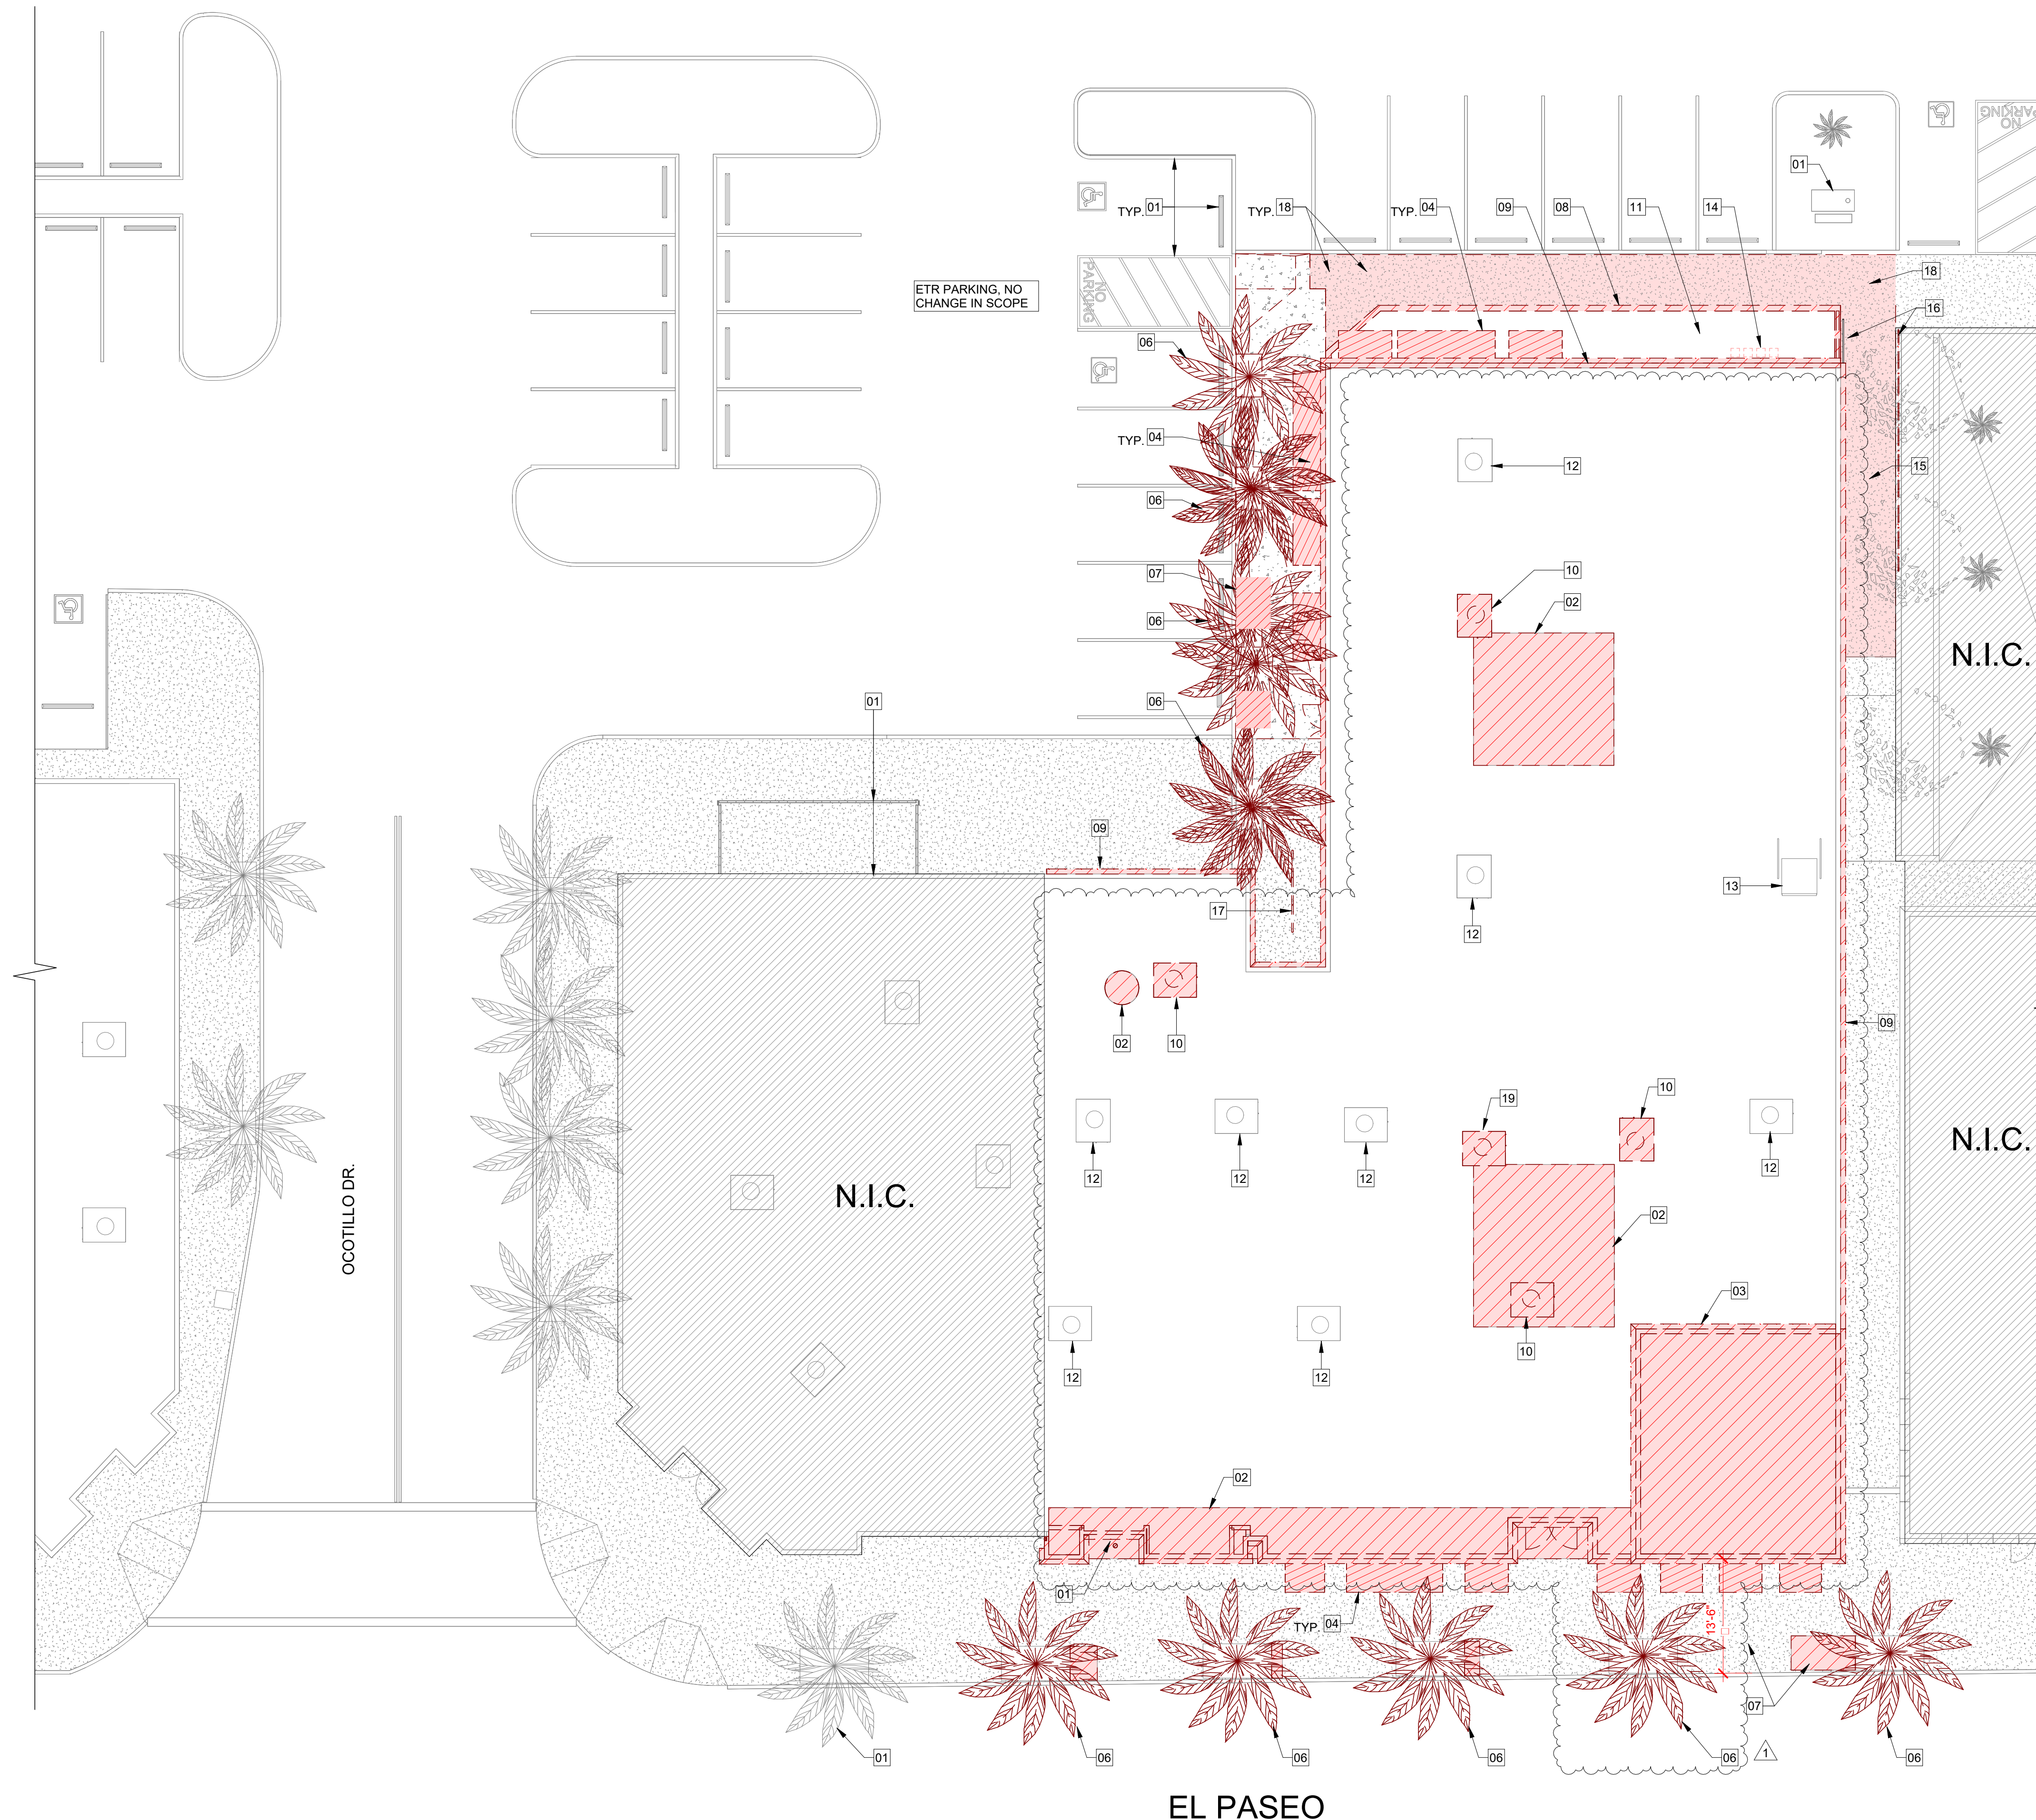 NO
PARKING
01
TYP. 01
TYP. 18
TYP. 04
09
08
11
14
18
16
NO
PARKING
ETR PARKING, NO
CHANGE IN SCOPE
06
TYP. 04
12
15
06
10
07
02
06
N.I.C.
01
06
09
13
12
17
09
02
10
19
10
12
12
12
12
N.I.C.
OCOTILLO DR.
N.I.C.
02
03
10
12
12
02
01
TYP. 04
13'-6"
07
01
06
06
06
06
1
06
EL PASEO